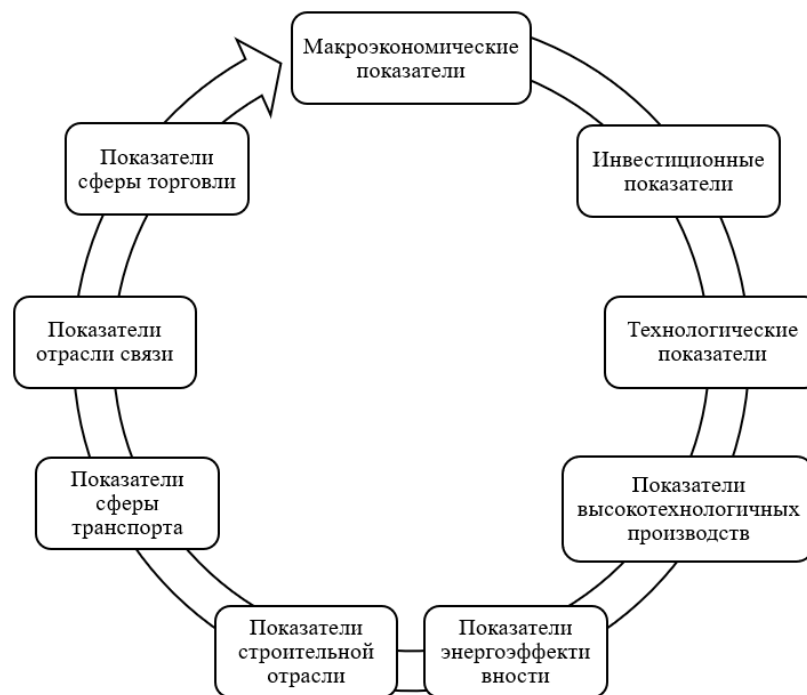 Макроэкономические
показатели
Инвестиционные
показатели
Технологические
показатели
Показатели
высокотехнологичных
производств
Показатели
энергоэффекти
вности
Показатели
строительной
отрасли
Показатели
сферы
транспорта
Показатели
отрасли связи
Показатели
сферы торговли